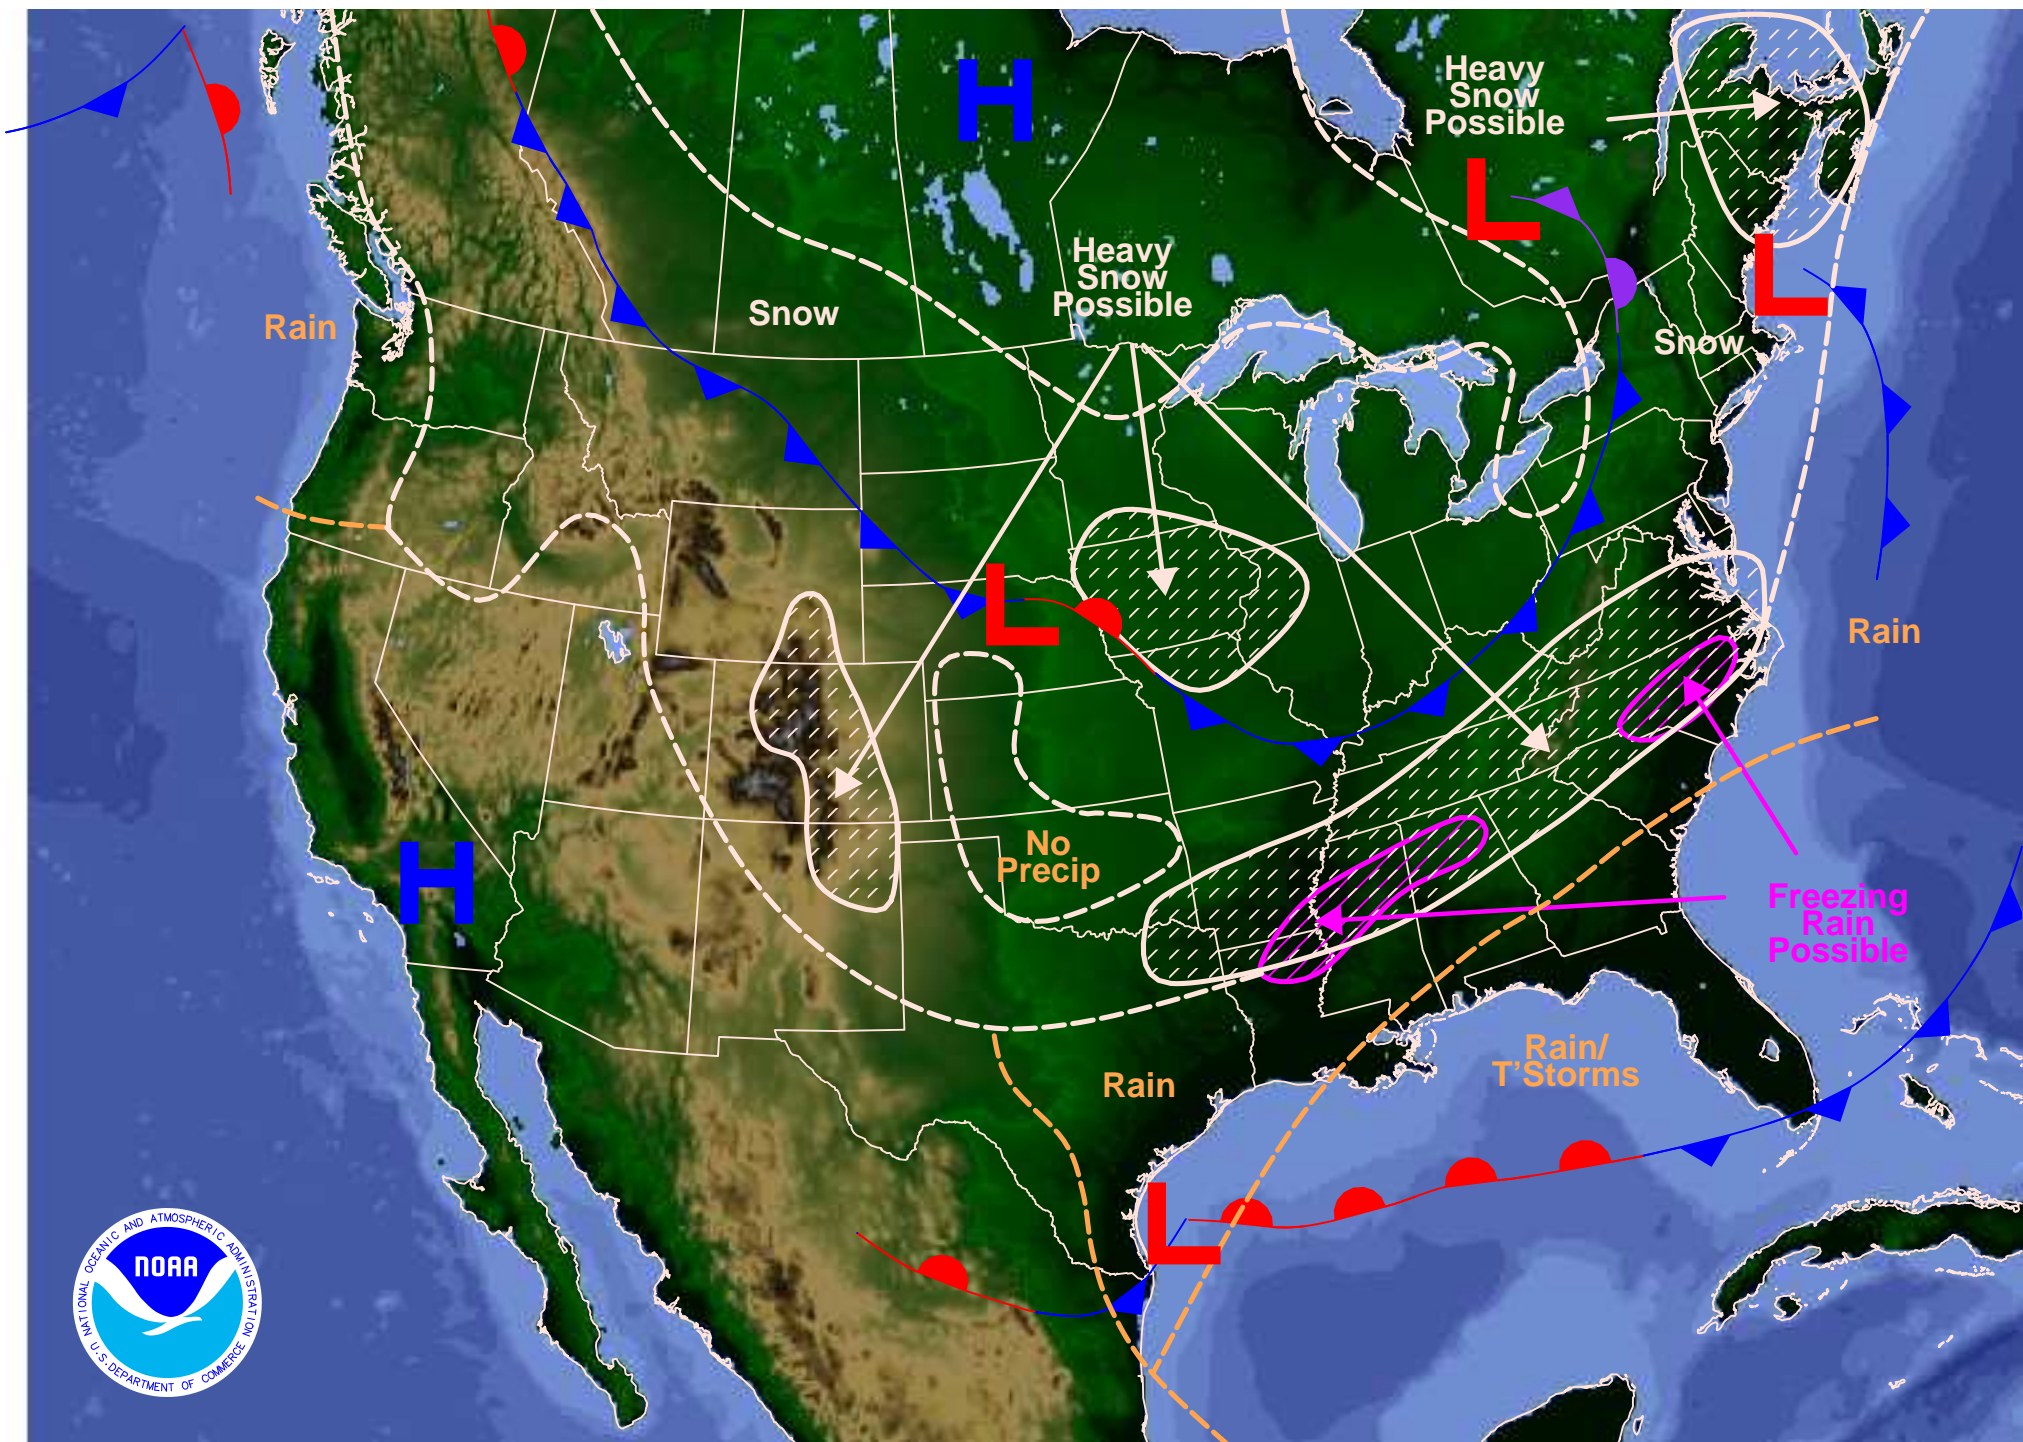 Heavy
Snow
Possible
H
L
Heavy
Snow
Possible
L
Snow
Rain
Snow
L
Rain
No
Precip
H
Freezing
Rain
Possible
Rain/
T'Storms
Rain
L
NATIONAL OCEANIC AND ATMOSPHERIC ADMINISTRATION
NOAA
U.S. DEPARTMENT OF COMMERCE